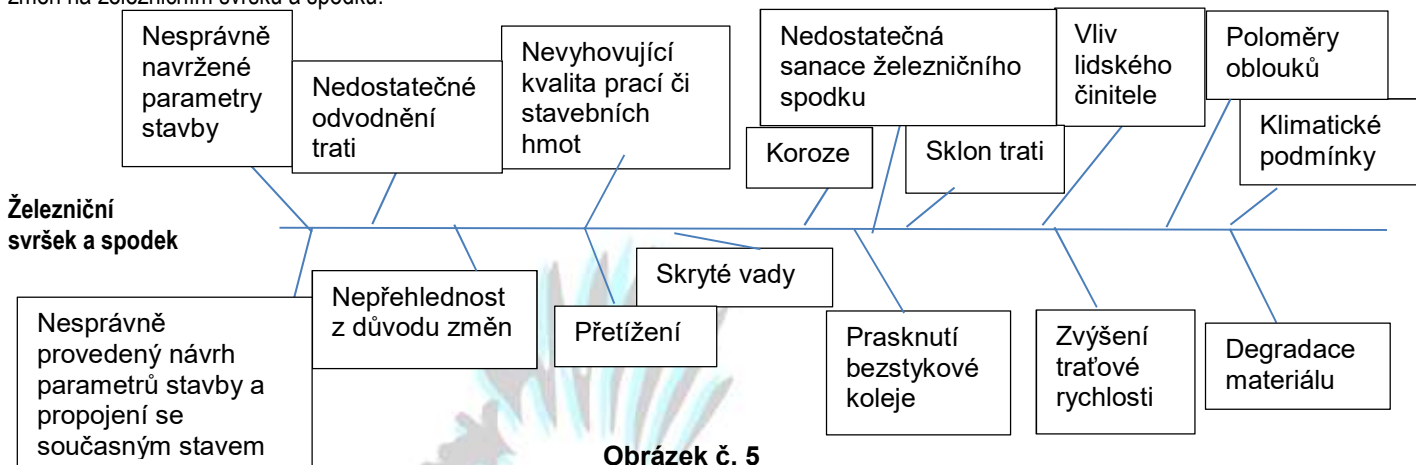 změn na železničním svršku a spodku.
Nesprávně
navržené
parametry
stavby
Nedostatečné
odvodnění
trati
Nevyhovující
kvalita prací či
stavebních
hmot
Nedostatečná
sanace železničního
spodku
Koroze
Sklon trati
Vliv
lidského
činitele
Poloměry
oblouků
Klimatické
podmínky
Železniční
svršek a spodek
Nesprávně
provedený návrh
parametrů stavby a
propojení se
současným stavem
Nepřehlednost
z důvodu změn
Přetížení
Skryté vady
Prasknutí
bezstykové
koleje
Zvýšení
traťové
rychlosti
Degradace
materiálu
Obrázek č. 5